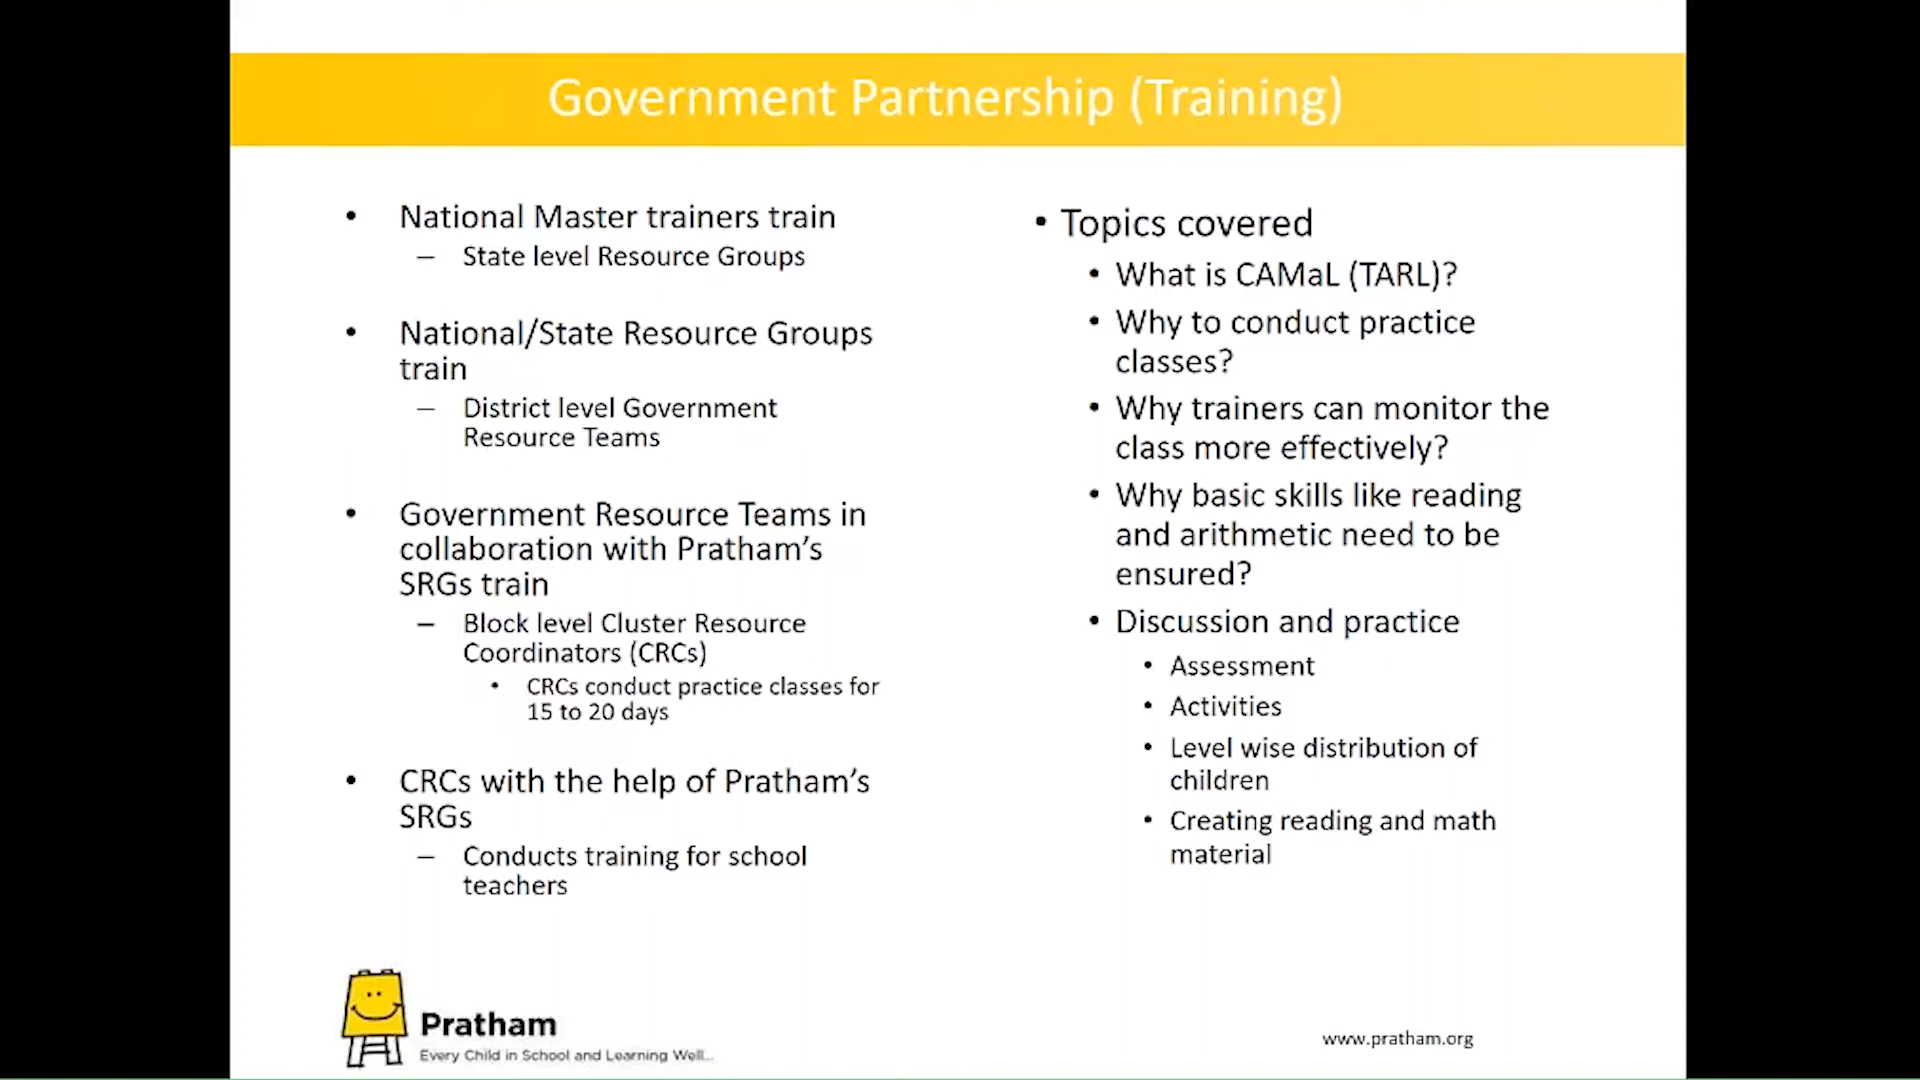 Government Partnership (Training)
• National Master trainers train
– State level Resource Groups
• National/State Resource Groups
train
– District level Government
Resource Teams
• Government Resource Teams in
collaboration with Pratham’s
SRGs train
– Block level Cluster Resource
Coordinators (CRCs)
• CRCs conduct practice classes for
15 to 20 days
• CRCs with the help of Pratham’s
SRGs
– Conducts training for school
teachers
• Topics covered
• What is CAMaL (TARL)?
• Why to conduct practice
classes?
• Why trainers can monitor the
class more effectively?
• Why basic skills like reading
and arithmetic need to be
ensured?
• Discussion and practice
• Assessment
• Activities
• Level wise distribution of
children
• Creating reading and math
material
Pratham
Every Child in School and Learning Well...
www.pratham.org